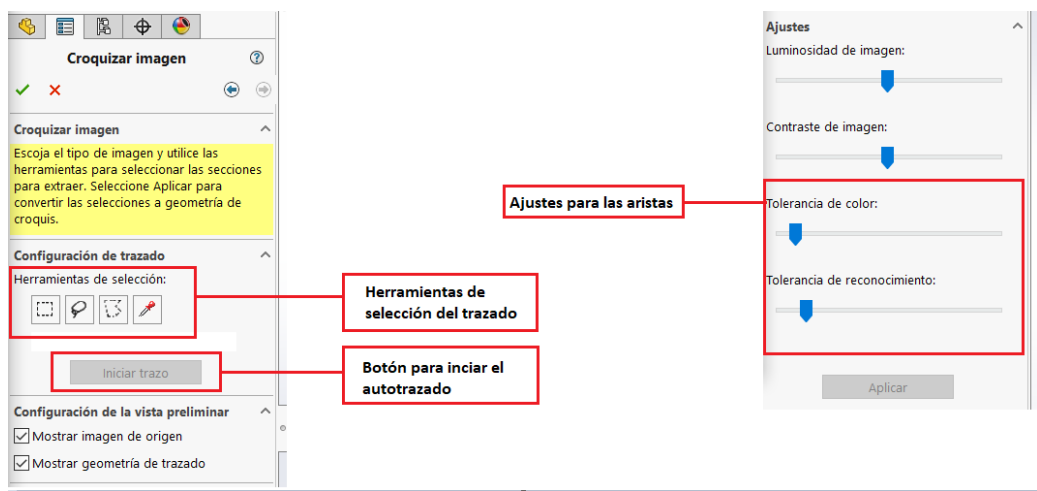 Croquizar imagen
Croquizar imagen
Escoja el tipo de imagen y utilice las
herramientas para seleccionar las secciones
para extraer. Seleccione Aplicar para
convertir las selecciones a geometría de
croquis.
Configuración de trazado
Herramientas de selección:
Iniciar trazo
Configuración de la vista preliminar
Mostrar imagen de origen
Mostrar geometría de trazado
Herramientas de
selección del trazado
Botón para inciar el
autotrazado
Ajustes para las aristas
Ajustes
Luminosidad de imagen:
Contraste de imagen:
Tolerancia de color:
Tolerancia de reconocimiento:
Aplicar